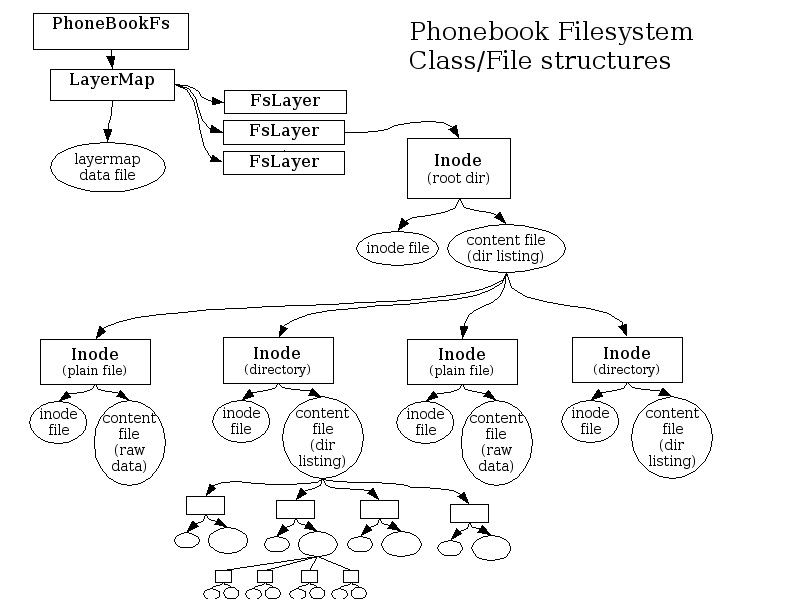 Phonebook Filesystem
Class/File structures
PhoneBookFs
LayerMap
layermap
data file
FsLayer
FsLayer
FsLayer
Inode
(root dir)
inode file
content file
(dir listing)
Inode
(plain file)
inode
file
content
file
(raw
data)
Inode
(directory)
inode
file
content
file
(dir
listing)
Inode
(plain file)
inode
file
content
file
(raw
data)
Inode
(directory)
inode
file
content
file
(dir
listing)